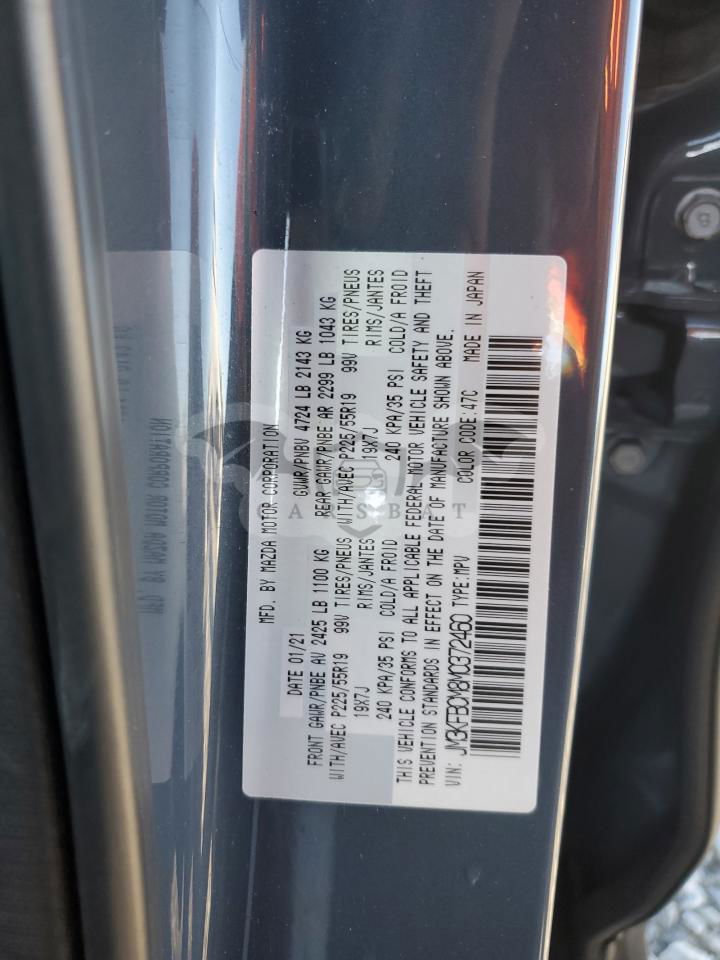 MFD. BY MAZDA MOTOR CORPORATION
DATE 01/21 GVWR/PNBV 4724 LB 2143 KG
FRONT GAWR/PNBE AV 2425 LB 1100 KG REAR GAWR/PNBE AR 2299 LB 1043 KG
WITH/AVEC P225/55R19 99V TIRES/PNEUS WITH/AVEC P225/55R19 99V TIRES/PNEUS
19X7J RIMS/JANTES 19X7J RIMS/JANTES
240 KPA/35 PSI COLD/A FROID 240 KPA/35 PSI COLD/A FROID
THIS VEHICLE CONFORMS TO ALL APPLICABLE FEDERAL MOTOR VEHICLE SAFETY AND THEFT
PREVENTION STANDARDS IN EFFECT ON THE DATE OF MANUFACTURE SHOWN ABOVE.
VIN: JM3KFBCM8M0372460 TYPE:MPV COLOR CODE:47C MADE IN JAPAN
CARSBAT